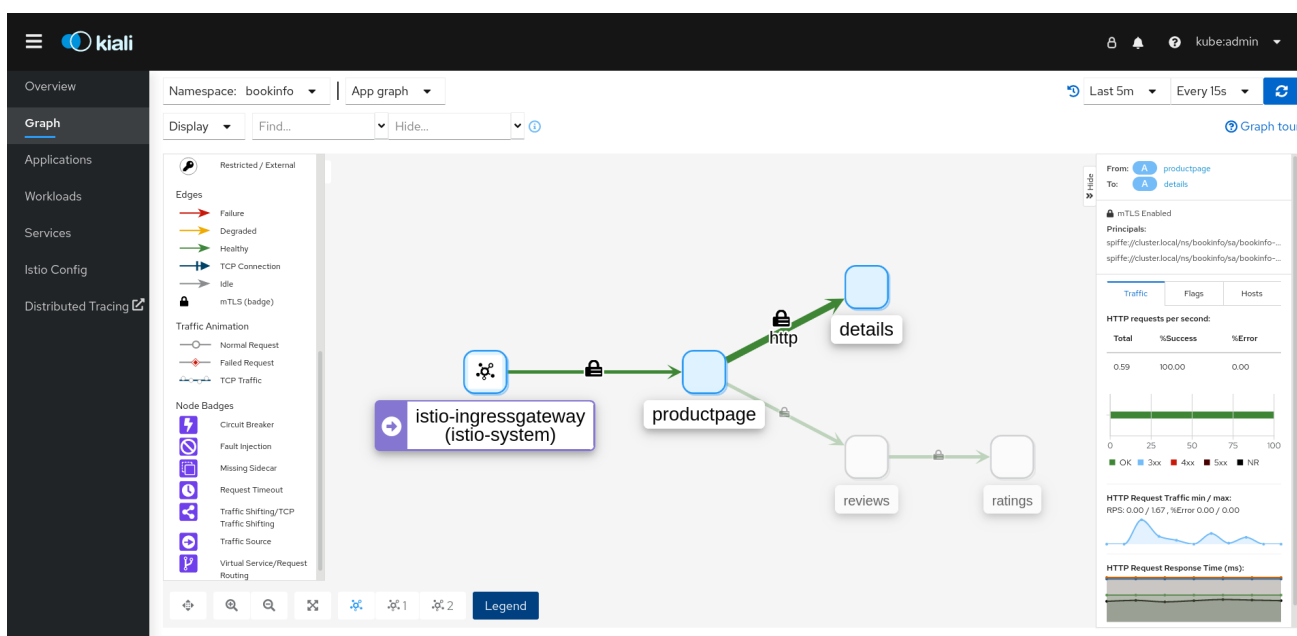 kiali
kube:admin
Overview
Graph
Applications
Workloads
Services
Istio Config
Distributed Tracing
Namespace: bookinfo
App graph
Last 5m
Every 15s
Display
Find...
Hide...
Graph tour
Restricted / External
Edges
Failure
Degraded
Healthy
TCP Connection
Idle
mTLS (badge)
Traffic Animation
Normal Request
Failed Request
TCP Traffic
Node Badges
Circuit Breaker
Fault Injection
Missing Sidecar
Request Timeout
Traffic Shifting/TCP
Traffic Shifting
Traffic Source
Virtual Service/Request
Routing
1
2
Legend
istio-ingressgateway
(istio-system)
productpage
http
details
reviews
ratings
Hide
From: A productpage
To: A details
mTLS Enabled
Principals:
spiffe://cluster.local/ns/bookinfo/sa/bookinfo-...
spiffe://cluster.local/ns/bookinfo/sa/bookinfo-...
Traffic Flags Hosts
HTTP requests per second:
Total %Success %Error
0.59 100.00 0.00
0 25 50 75 100
OK 3xx 4xx 5xx NR
HTTP Request Traffic min / max:
RPS: 0.00 / 1.67 , %Error 0.00 / 0.00
HTTP Request Response Time (ms):